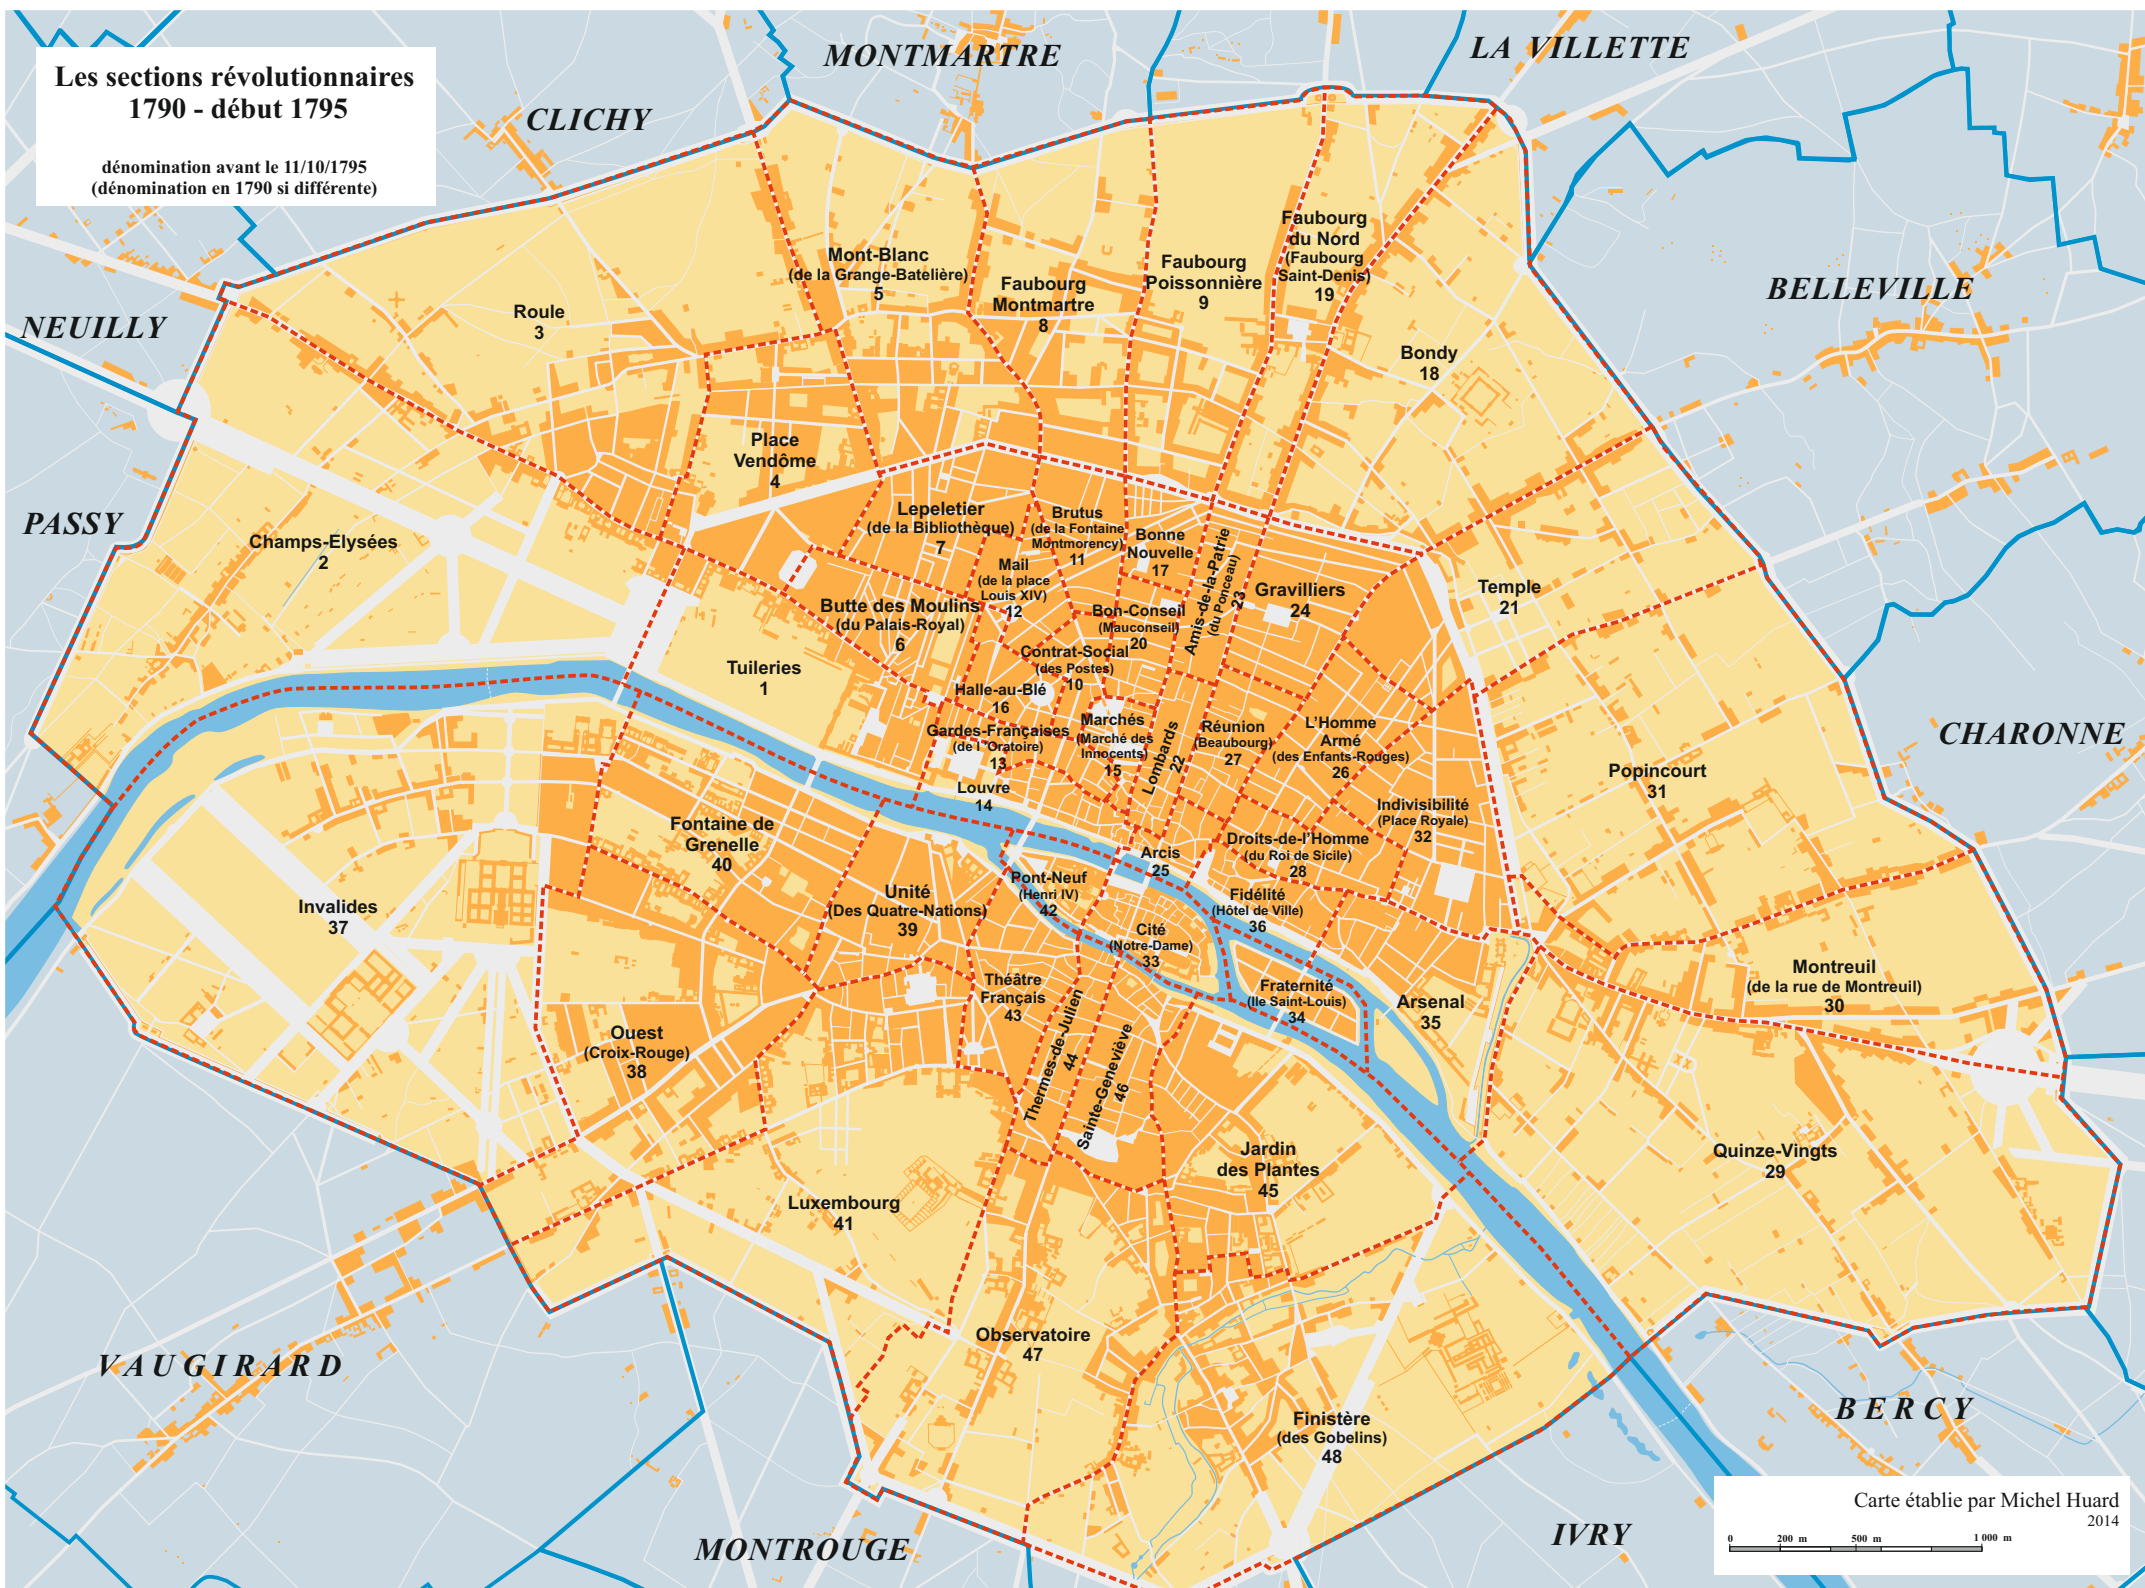 Les sections révolutionnaires
1790 - début 1795
dénomination avant le 11/10/1795
(dénomination en 1790 si différente)
MONTMARTRE
LA VILLETTE
CLICHY
BELLEVILLE
NEUILLY
PASSY
CHARONNE
VAUGIRARD
MONTROUGE
IVRY
BERCY
Roule
3
Mont-Blanc
(de la Grange-Batelière)
5
Faubourg
Montmartre
8
Faubourg
Poissonnière
9
Faubourg
du Nord
(Faubourg
Saint-Denis)
19
Bondy
18
Place
Vendôme
4
Champs-Elysées
2
Lepeletier
(de la Bibliothèque)
7
Brutus
(de la Fontaine
Montmorency)
11
Bonne
Nouvelle
17
Mail
(de la place
Louis XIV)
12
Amis-de-la-Patrie
(du Ponceau)
23
Gravilliers
24
Temple
21
Butte des Moulins
(du Palais-Royal)
6
Bon-Conseil
(Mauconseil)
20
Contrat-Social
(des Postes)
10
Tuileries
1
Halle-au-Blé
16
Gardes-Françaises
(de l 'Oratoire)
13
Marchés
(Marché des
Innocents)
15
Lombards
22
Réunion
(Beaubourg)
27
L'Homme
Armé
(des Enfants-Rouges)
26
Popincourt
31
Louvre
14
Indivisibilité
(Place Royale)
32
Fontaine de
Grenelle
40
Droits-de-l'Homme
(du Roi de Sicile)
28
Arcis
25
Pont-Neuf
(Henri IV)
42
Unité
(Des Quatre-Nations)
39
Fidélité
(Hôtel de Ville)
36
Invalides
37
Cité
(Notre-Dame)
33
Théâtre
Français
43
Fraternité
(Ile Saint-Louis)
34
Arsenal
35
Montreuil
(de la rue de Montreuil)
30
Ouest
(Croix-Rouge)
38
Thermes-de-Julien
44
Sainte-Geneviève
46
Jardin
des Plantes
45
Quinze-Vingts
29
Luxembourg
41
Observatoire
47
Finistère
(des Gobelins)
48
Carte établie par Michel Huard
2014
0 200 m 500 m 1 000 m